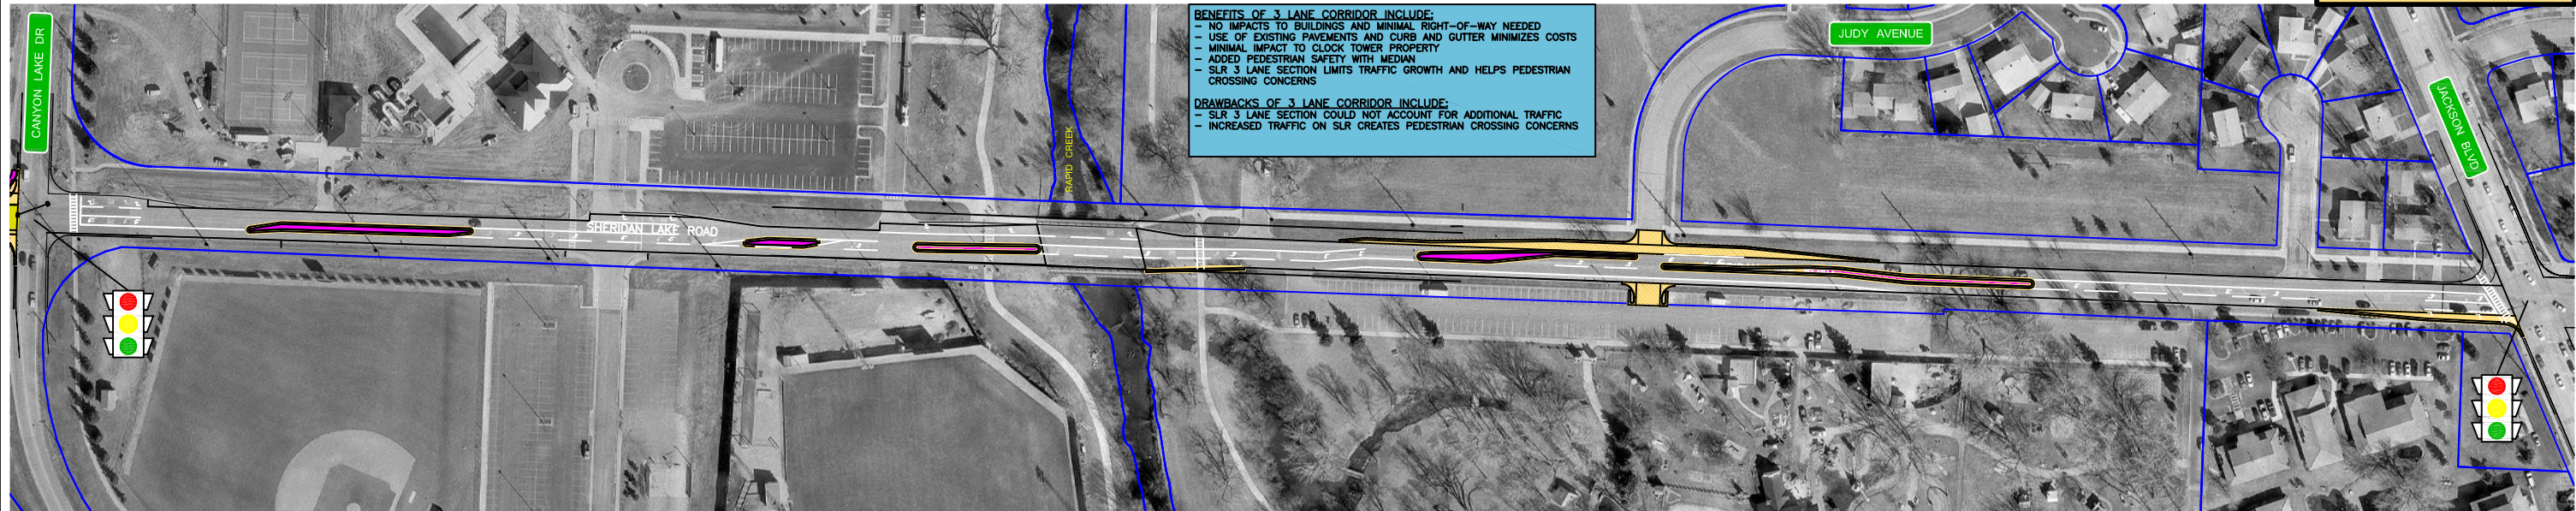 CANYON LAKE DR
BENEFITS OF 3 LANE CORRIDOR INCLUDE:
- NO IMPACTS TO BUILDINGS AND MINIMAL RIGHT-OF-WAY NEEDED
- USE OF EXISTING PAVEMENTS AND CURB AND GUTTER MINIMIZES COSTS
- MINIMAL IMPACT TO CLOCK TOWER PROPERTY
- ADDED PEDESTRIAN SAFETY WITH MEDIAN
- SLR 3 LANE SECTION LIMITS TRAFFIC GROWTH AND HELPS PEDESTRIAN
CROSSING CONCERNS
DRAWBACKS OF 3 LANE CORRIDOR INCLUDE:
- SLR 3 LANE SECTION COULD NOT ACCOUNT FOR ADDITIONAL TRAFFIC
- INCREASED TRAFFIC ON SLR CREATES PEDESTRIAN CROSSING CONCERNS
JUDY AVENUE
JACKSON BLVD
RAPID CREEK
SHERIDAN LAKE ROAD